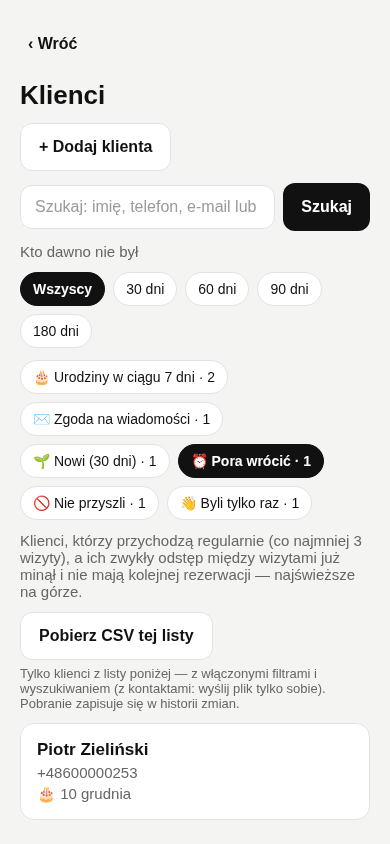 ‹ Wróć
Klienci
+ Dodaj klienta
Szukaj: imię, telefon, e-mail lub
Szukaj
Kto dawno nie był
Wszyscy
30 dni
60 dni
90 dni
180 dni
🎂 Urodziny w ciągu 7 dni · 2
✉️ Zgoda na wiadomości · 1
🌱 Nowi (30 dni) · 1
⏰ Pora wrócić · 1
🚫 Nie przyszli · 1
👋 Byli tylko raz · 1
Klienci, którzy przychodzą regularnie (co najmniej 3
wizyty), a ich zwykły odstęp między wizytami już
minął i nie mają kolejnej rezerwacji — najświeższe
na górze.
Pobierz CSV tej listy
Tylko klienci z listy poniżej — z włączonymi filtrami i
wyszukiwaniem (z kontaktami: wyślij plik tylko sobie).
Pobranie zapisuje się w historii zmian.
Piotr Zieliński
+48600000253
🎂 10 grudnia